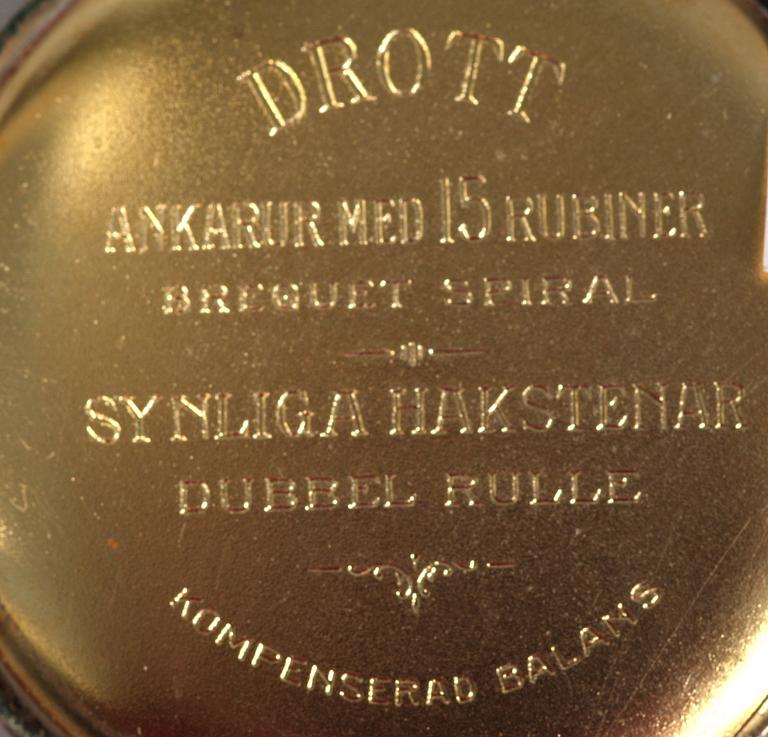 DROTT
ANKARUR MED 15 RUBINER
BREGUET SPIRAL
SYNLIGA HAKSTENAR
DUBBEL RULLE
KOMPENSERAD BALANS